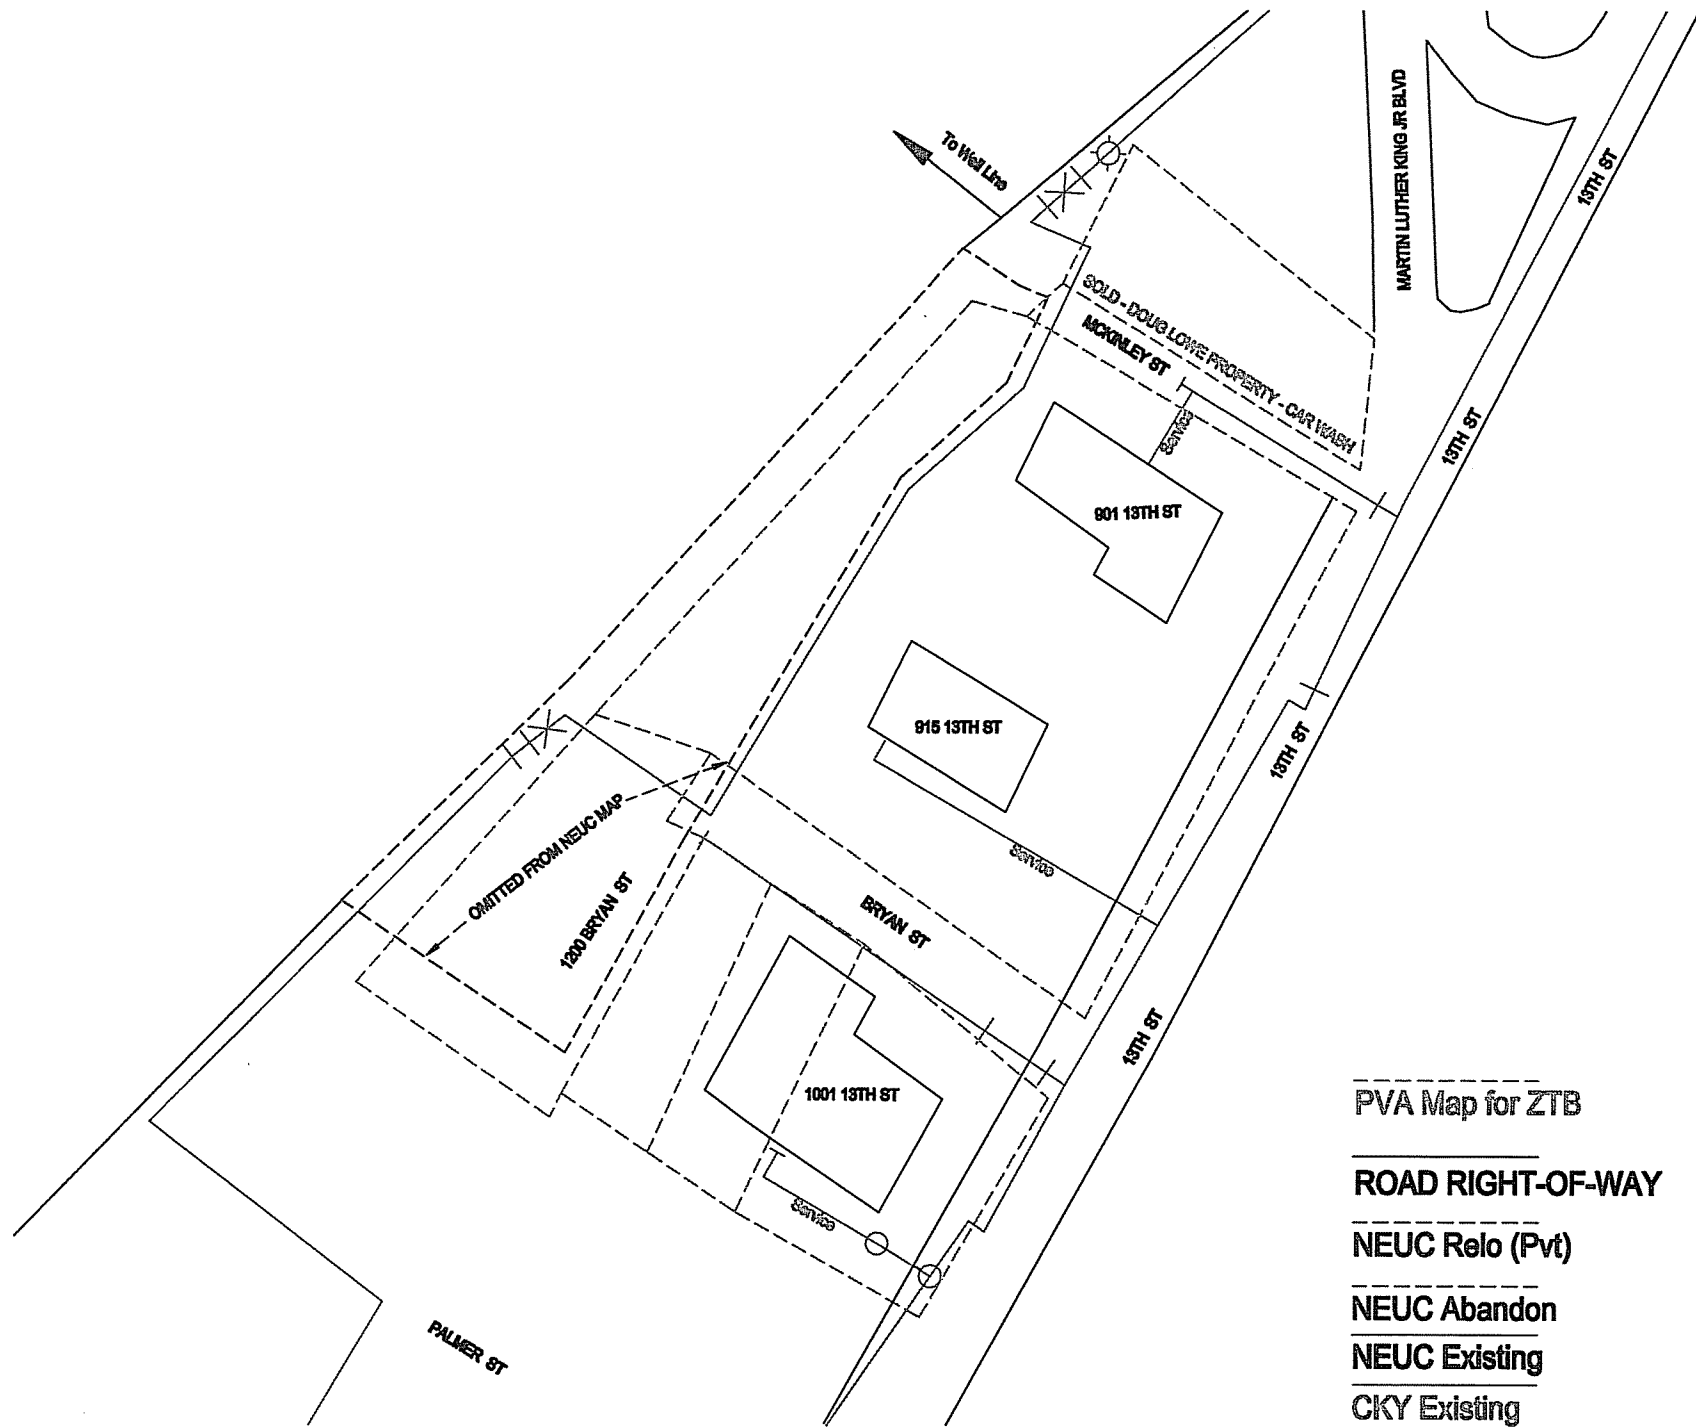 MARTIN LUTHER KING JR BLVD
13TH ST
To Well Line
SOLD - DOUG LOWE PROPERTY - CAR WASH
MCKINLEY ST
13TH ST
Service
901 13TH ST
915 13TH ST
13TH ST
OMITTED FROM NEUC MAP
Service
1200 BRYAN ST
BRYAN ST
13TH ST
1001 13TH ST
Service
PALMER ST
PVA Map for ZTB
ROAD RIGHT-OF-WAY
NEUC Relo (Pvt)
NEUC Abandon
NEUC Existing
CKY Existing